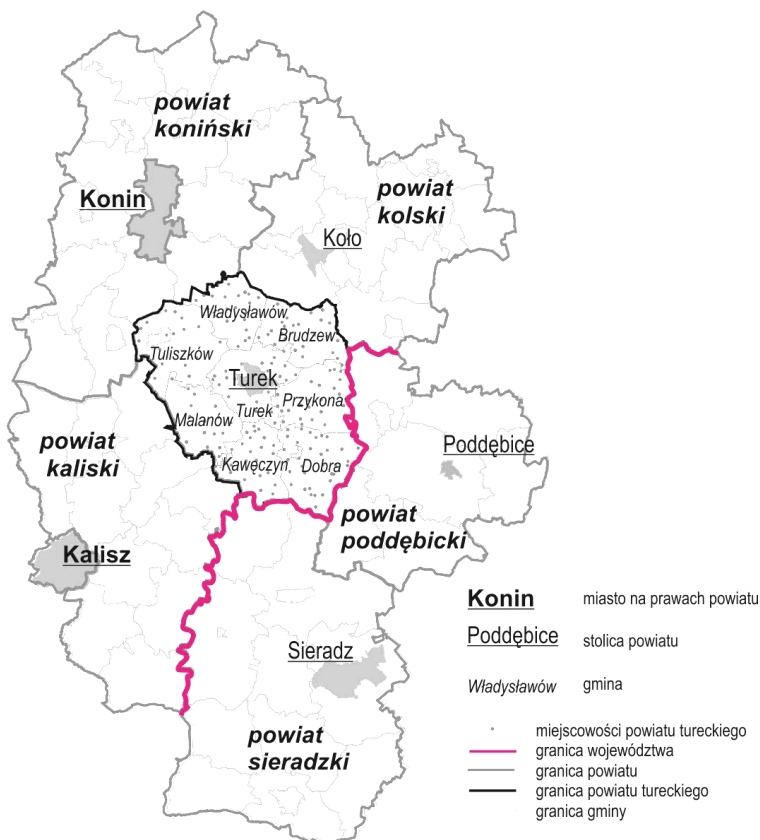 powiat
koniński
Konin
powiat
kolski
Koło
Władysławów
Brudzew
Tuliszków
Turek
Przykona
Malanów
Turek
powiat
kaliski
Poddębice
Kawęczyn
Dobra
powiat
poddębicki
Kalisz
Sieradz
powiat
sieradzki
Konin miasto na prawach powiatu
Poddębice stolica powiatu
Władysławów gmina
miejscowości powiatu tureckiego
granica województwa
granica powiatu
granica powiatu tureckiego
granica gminy